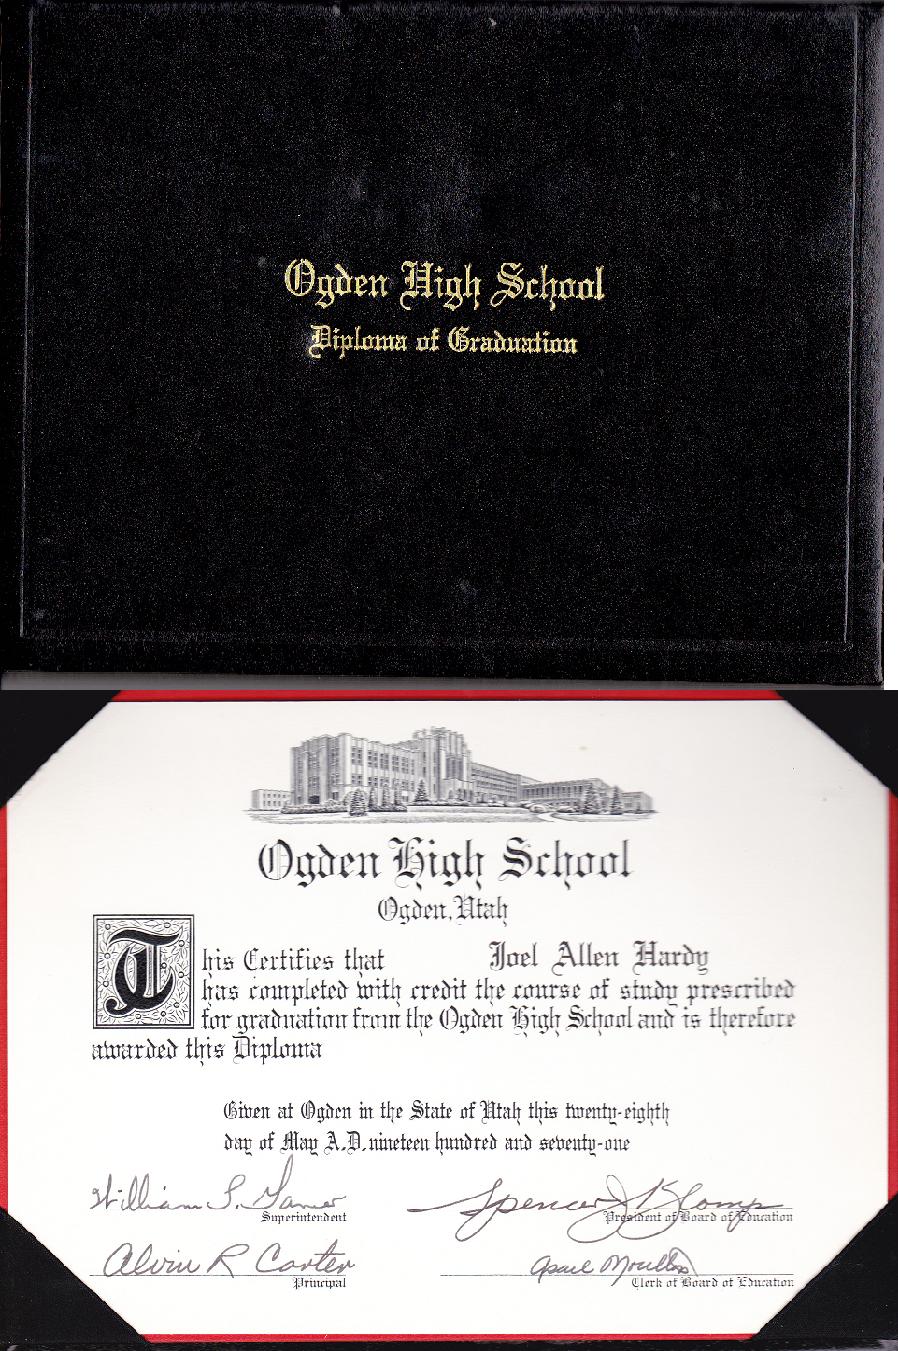 Ogden High School
Diploma of Graduation
Ogden High School
Ogden, Utah
This Certifies that Joel Allen Hardy
has completed with credit the course of study prescribed
for graduation from the Ogden High School and is therefore
awarded this Diploma
Given at Ogden in the State of Utah this twenty-eighth
day of May A.D. nineteen hundred and seventy-one
William S. Garner Spencer J
Superintendent President of Board of Education
Alvin R Carter
Principal Clerk of Board of Education